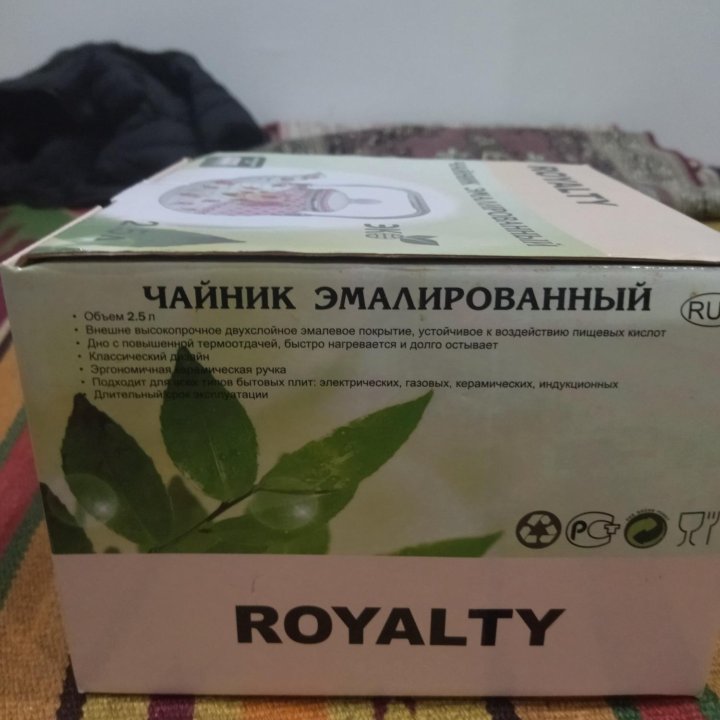 ROYALTY
ЧАЙНИК ЭМАЛИРОВАННЫЙ
ЧАЙНИК ЭМАЛИРОВАННЫЙ
RU
• Объем 2.5 л
• Внешне высокопрочное двухслойное эмалевое покрытие, устойчивое к воздействию пищевых кислот
• Дно с повышенной термоотдачей, быстро нагревается и долго остывает
• Классический дизайн
• Эргономичная керамическая ручка
• Подходит для всех типов бытовых плит: электрических, газовых, керамических, индукционных
• Длительный срок эксплуатации
ROYALTY